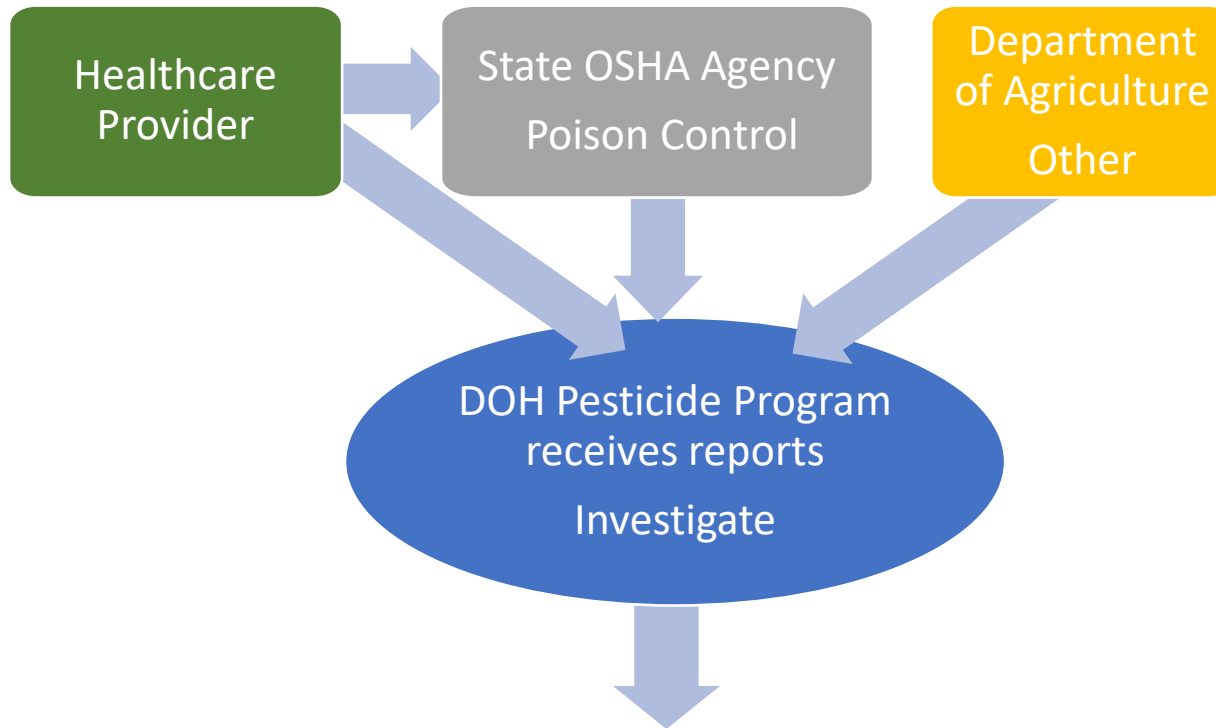 Healthcare
Provider
State OSHA Agency
Poison Control
Department
of Agriculture
Other
DOH Pesticide Program
receives reports
Investigate